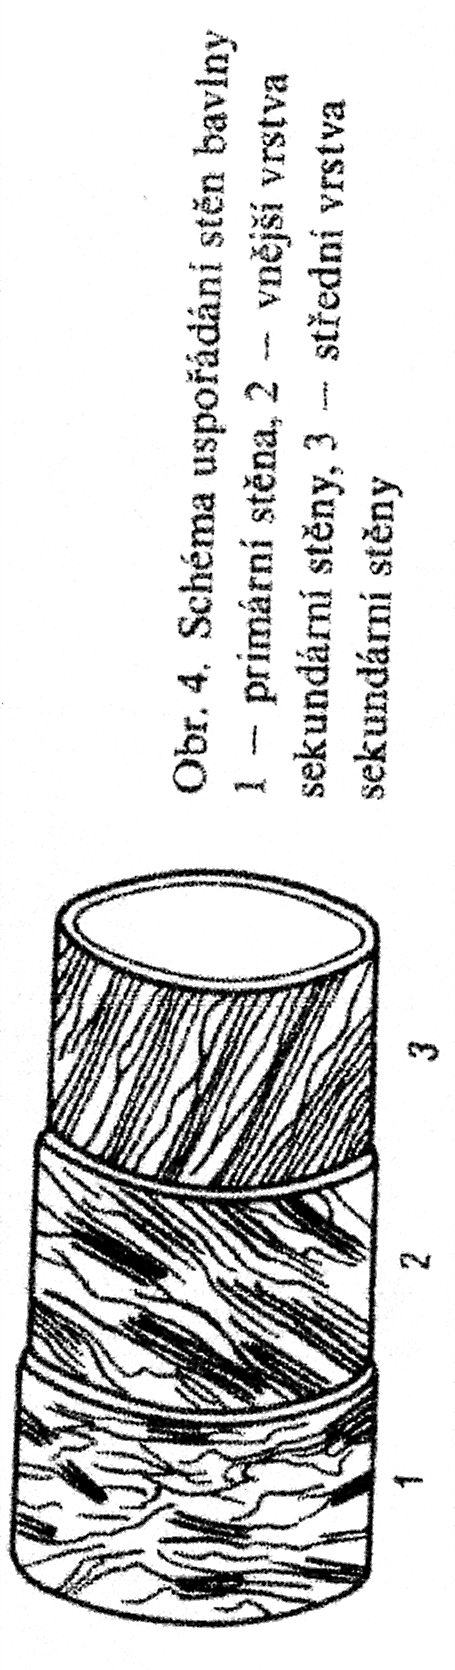 Obr. 4. Schéma uspořádání stěn bavlny
1 — primární stěna, 2 — vnější vrstva
sekundární stěny, 3 — střední vrstva
sekundární stěny
1
2
3